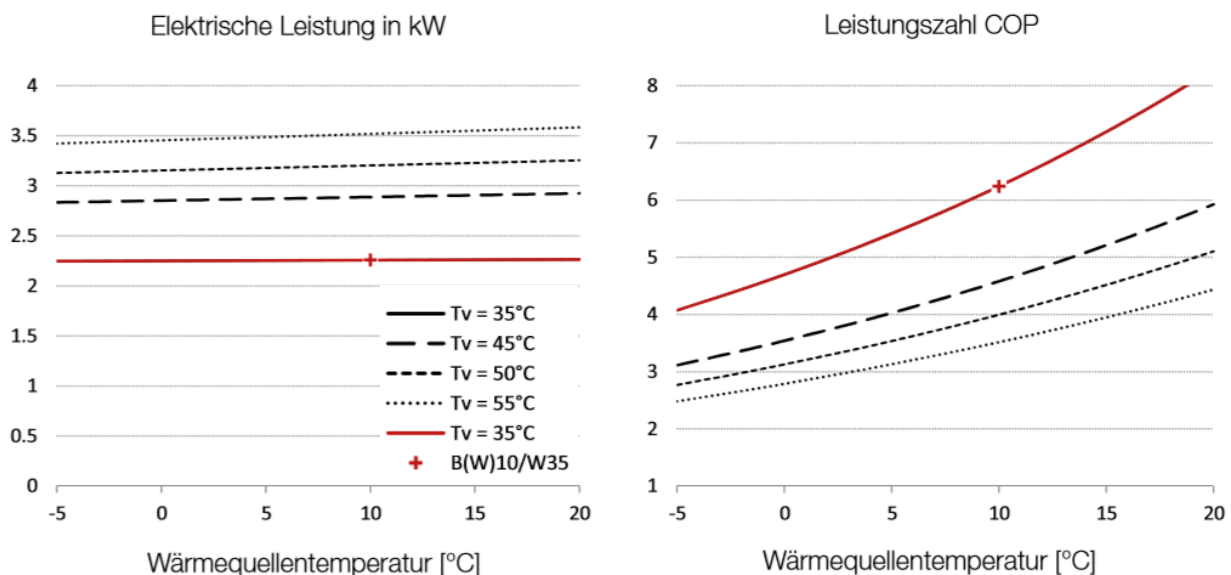 Elektrische Leistung in kW
4
3.5
3
2.5
2
1.5
1
0.5
0
-5 0 5 10 15 20
Tv = 35°C
Tv = 45°C
Tv = 50°C
Tv = 55°C
Tv = 35°C
B(W)10/W35
Wärmequellentemperatur [°C]
Leistungszahl COP
8
7
6
5
4
3
2
1
-5 0 5 10 15 20
Wärmequellentemperatur [°C]